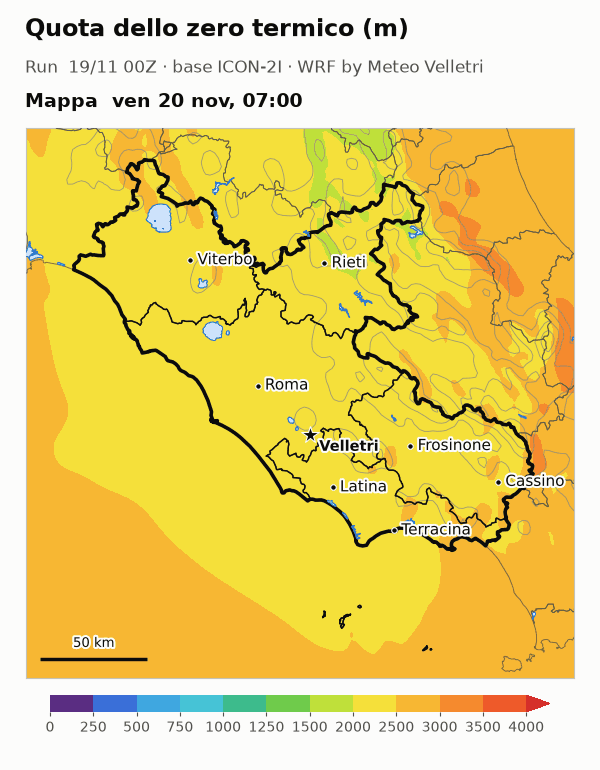 Quota dello zero termico (m)
Run 19/11 00Z · base ICON-2I · WRF by Meteo Velletri
Mappa ven 20 nov, 07:00
Viterbo
Rieti
Roma
Velletri
Frosinone
Cassino
Latina
Terracina
50 km
0 250 500 750 1000 1250 1500 2000 2500 3000 3500 4000